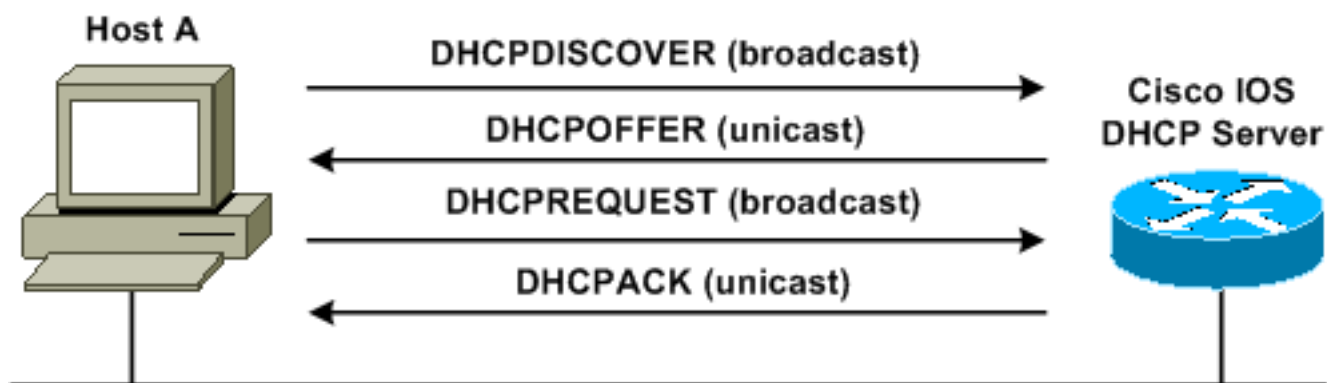 Host A
DHCPDISCOVER (broadcast)
Cisco IOS
DHCP Server
DHCPOFFER (unicast)
DHCPREQUEST (broadcast)
DHCPACK (unicast)